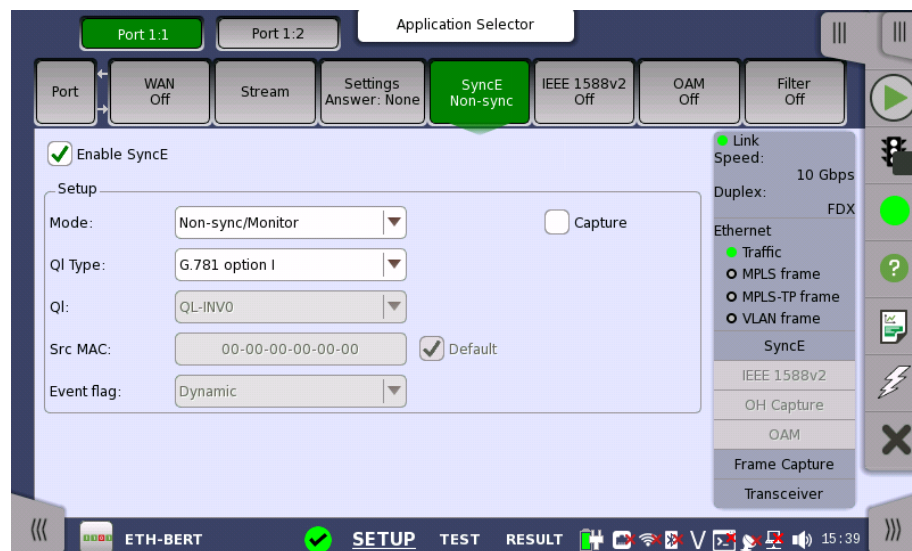 Application Selector
Port 1:1
Port 1:2
Port
WAN
Off
Stream
Settings
Answer: None
SyncE
Non-sync
IEEE 1588v2
Off
OAM
Off
Filter
Off
Enable SyncE
Setup
Mode:
Non-sync/Monitor
Capture
Ql Type:
G.781 option I
Ql:
QL-INV0
Src MAC:
00-00-00-00-00-00
Default
Event flag:
Dynamic
Link
Speed:
10 Gbps
Duplex:
FDX
Ethernet
Traffic
MPLS frame
MPLS-TP frame
VLAN frame
SyncE
IEEE 1588v2
OH Capture
OAM
Frame Capture
Transceiver
ETH-BERT
SETUP
TEST
RESULT
V
15:39